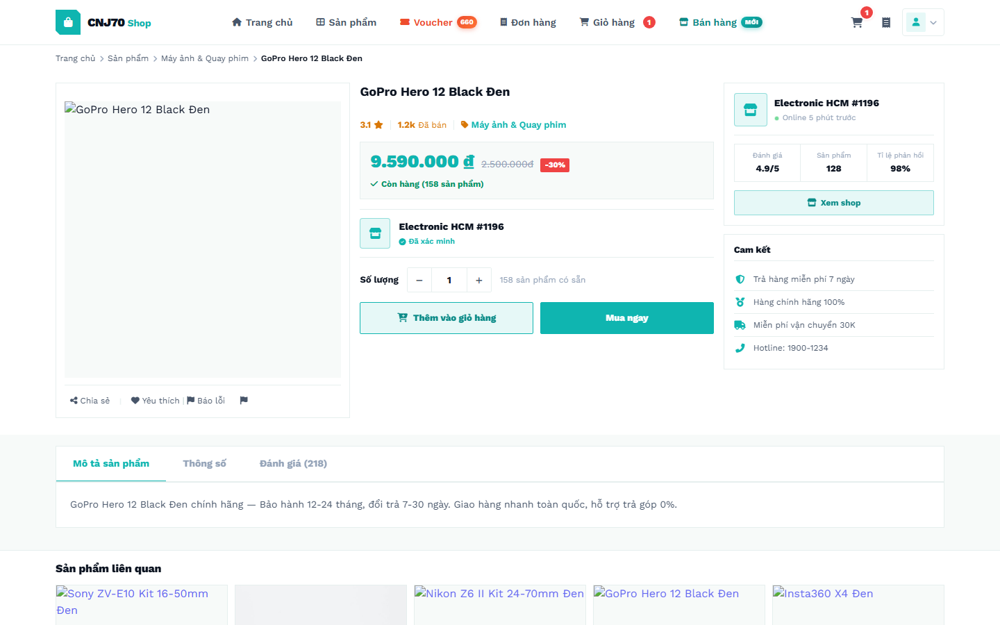 CNJ70 Shop
Trang chủ
Sản phẩm
Voucher 660
Đơn hàng
Giỏ hàng 1
Bán hàng MỚI
1
Trang chủ > Sản phẩm > Máy ảnh & Quay phim > GoPro Hero 12 Black Đen
GoPro Hero 12 Black Đen
Chia sẻ | Yêu thích | Báo lỗi
GoPro Hero 12 Black Đen
3.1 | 1.2k Đã bán | Máy ảnh & Quay phim
9.590.000 ₫ 2.500.000đ -30%
Còn hàng (158 sản phẩm)
Electronic HCM #1196
Đã xác minh
Số lượng − 1 + 158 sản phẩm có sẵn
Thêm vào giỏ hàng
Mua ngay
Electronic HCM #1196
Online 5 phút trước
Đánh giá
4.9/5
Sản phẩm
128
Tỉ lệ phản hồi
98%
Xem shop
Cam kết
Trả hàng miễn phí 7 ngày
Hàng chính hãng 100%
Miễn phí vận chuyển 30K
Hotline: 1900-1234
Mô tả sản phẩm
Thông số
Đánh giá (218)
GoPro Hero 12 Black Đen chính hãng — Bảo hành 12-24 tháng, đổi trả 7-30 ngày. Giao hàng nhanh toàn quốc, hỗ trợ trả góp 0%.
Sản phẩm liên quan
Sony ZV-E10 Kit 16-50mm
Đen
Nikon Z6 II Kit 24-70mm Đen
GoPro Hero 12 Black Đen
Insta360 X4 Đen